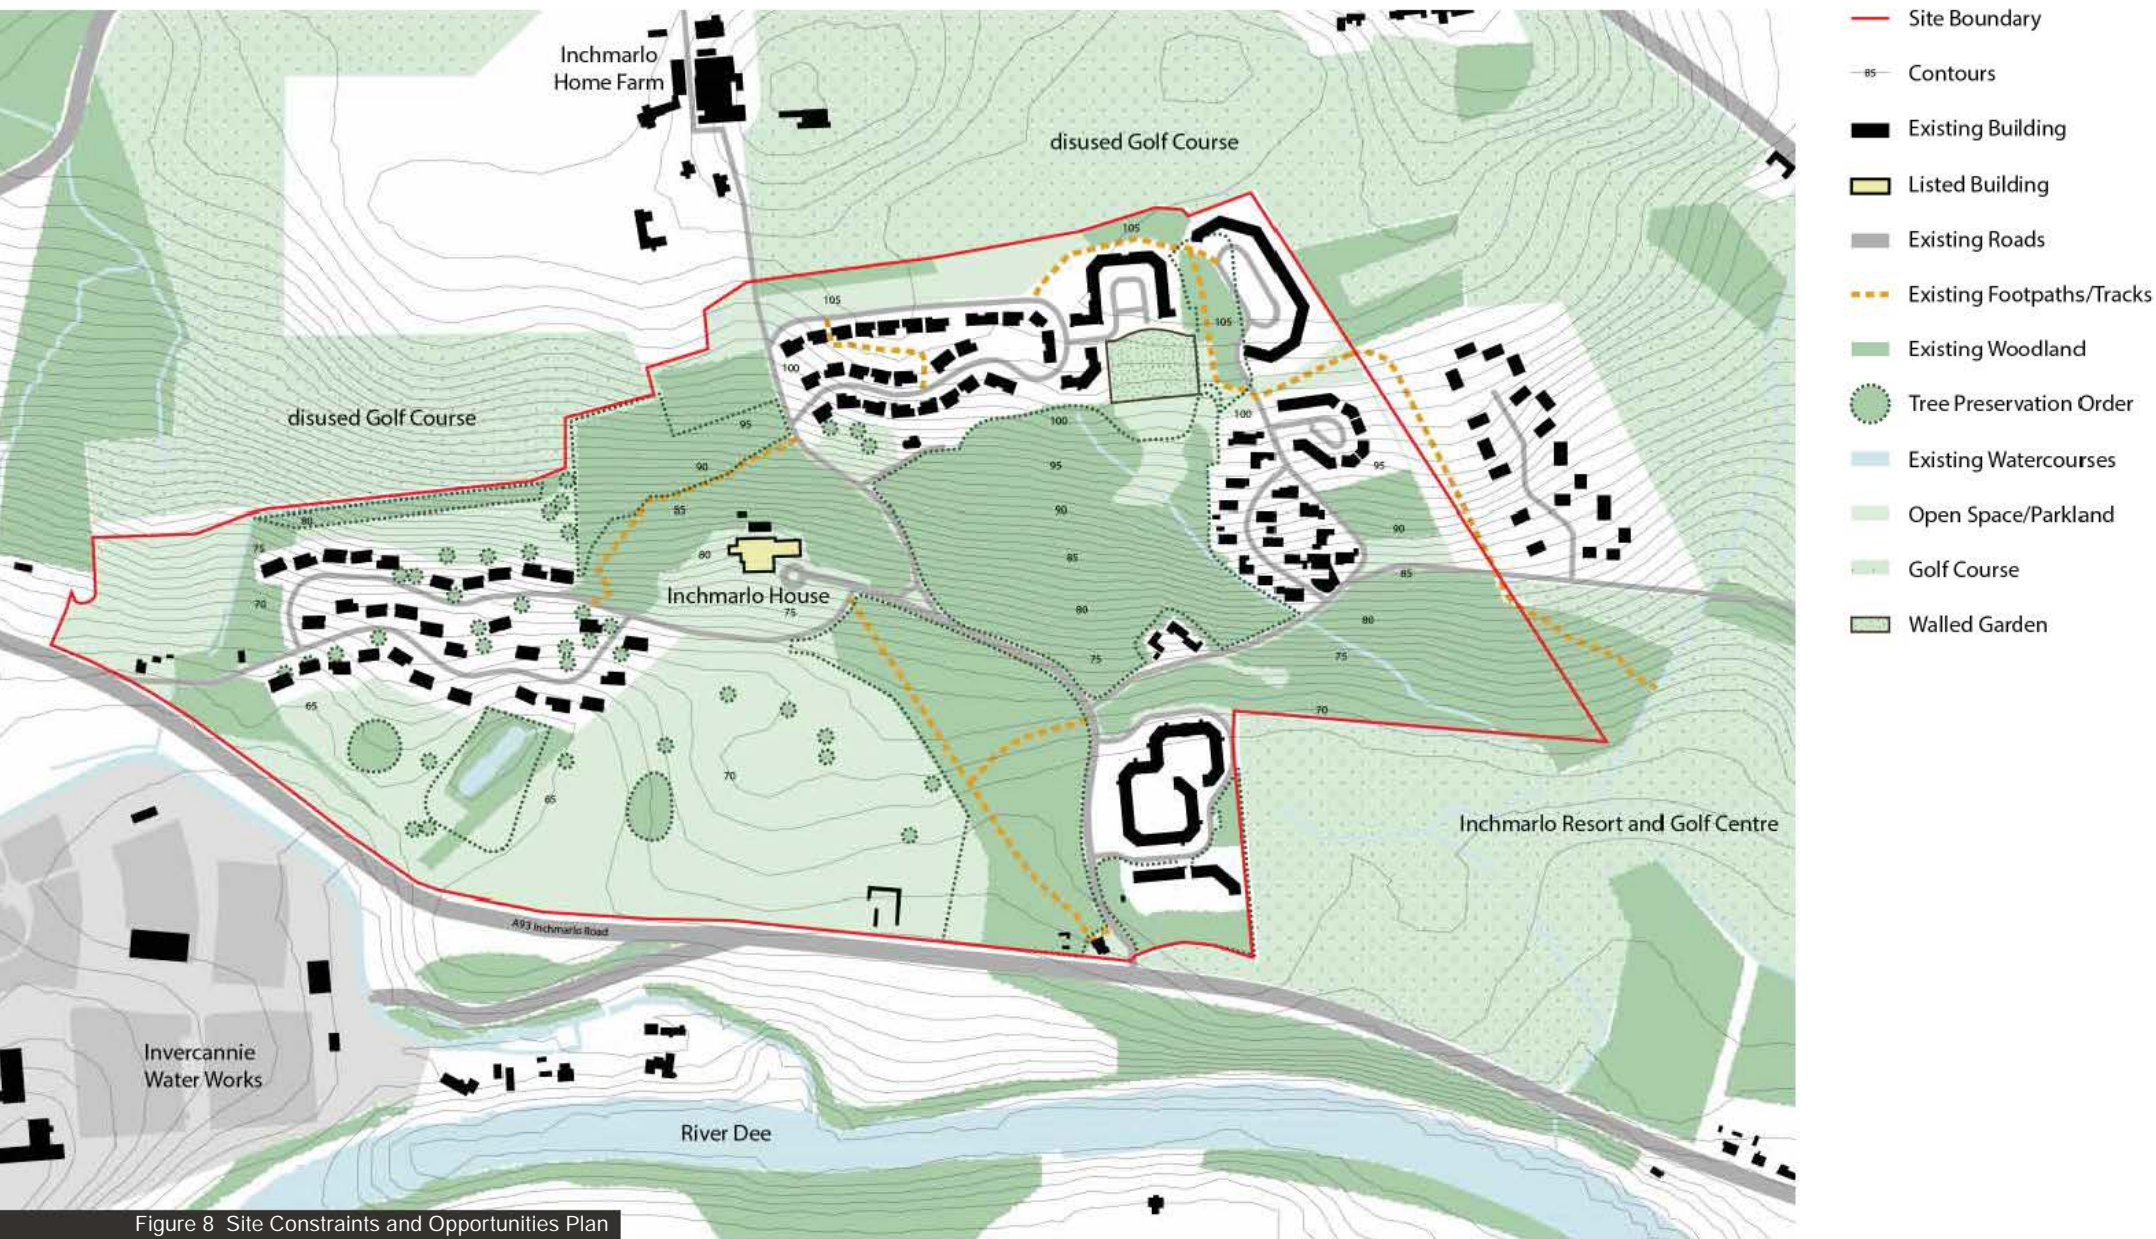 Inchmarlo
Home Farm
disused Golf Course
105
105
105
100
disused Golf Course
95
100
100
90
95
95
85
90
90
80
75
80
85
85
Inchmarlo House
70
75
80
80
75
75
65
70
70
65
Inchmarlo Resort and Golf Centre
A93 Inchmarlo Road
Invercannie
Water Works
River Dee
Figure 8 Site Constraints and Opportunities Plan
Site Boundary
85
Contours
Existing Building
Listed Building
Existing Roads
Existing Footpaths/Tracks
Existing Woodland
Tree Preservation Order
Existing Watercourses
Open Space/Parkland
Golf Course
Walled Garden